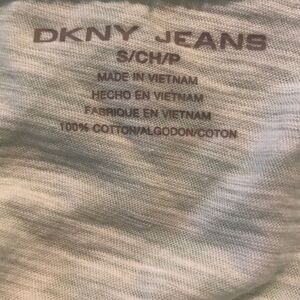 DKNY JEANS
S/CH/P
MADE IN VIETNAM
HECHO EN VIETNAM
FABRIQUE EN VIETNAM
100% COTTON/ALGODON/COTON